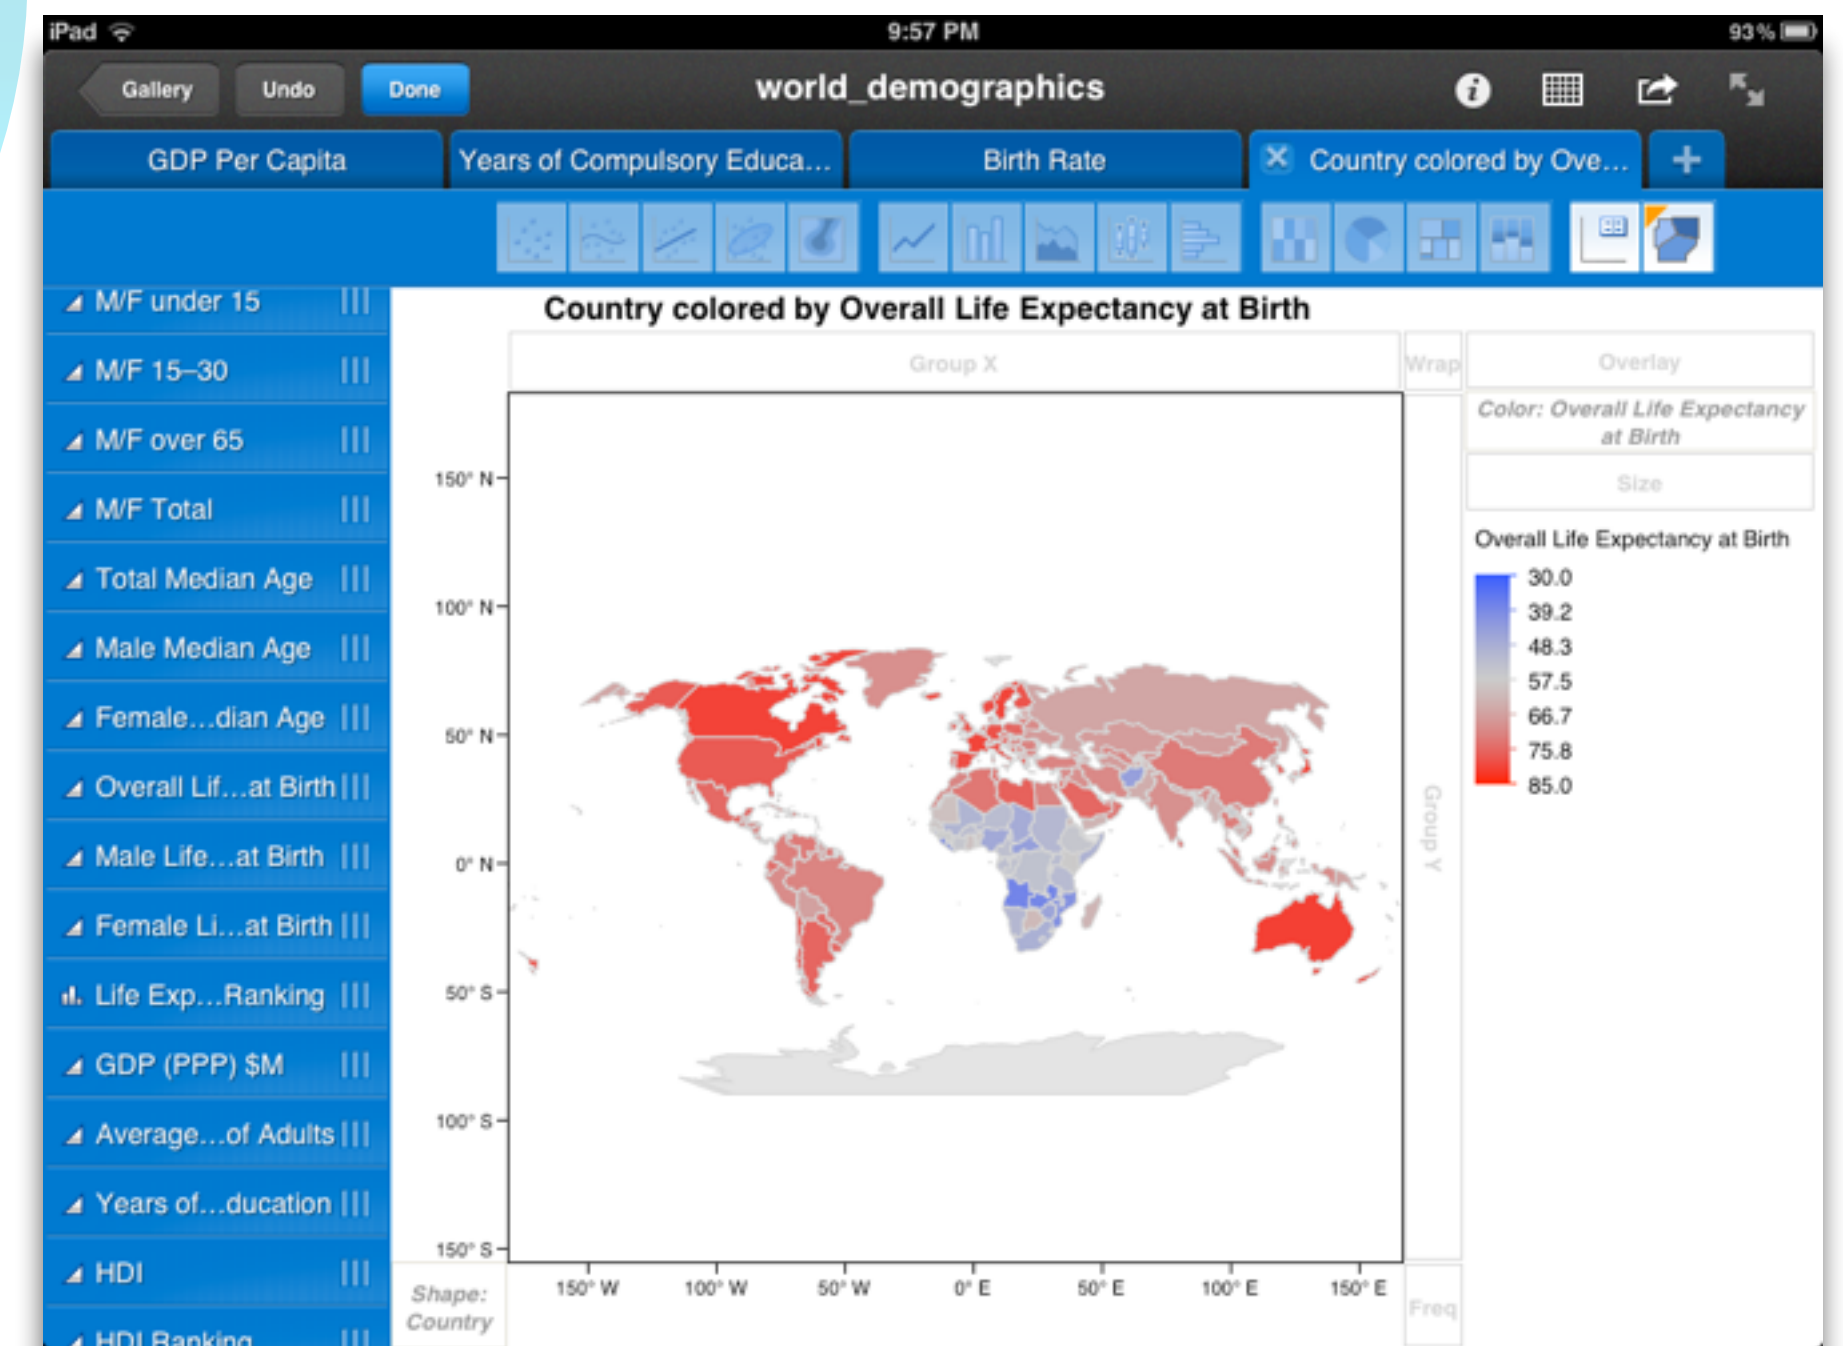 iPad 9:57 PM 93%
Gallery Undo Done world_demographics
GDP Per Capita Years of Compulsory Educa... Birth Rate Country colored by Ove... +
M/F under 15
M/F 15–30
M/F over 65
M/F Total
Total Median Age
Male Median Age
Female...dian Age
Overall Lif...at Birth
Male Life...at Birth
Female Li...at Birth
Life Exp...Ranking
GDP (PPP) $M
Average...of Adults
Years of...ducation
HDI
HDI Ranking
Country colored by Overall Life Expectancy at Birth
Group X
Wrap
Overlay
Color: Overall Life Expectancy
at Birth
Size
Overall Life Expectancy at Birth
30.0
39.2
48.3
57.5
66.7
75.8
85.0
Group Y
150° N
100° N
50° N
0° N
50° S
100° S
150° S
150° W 100° W 50° W 0° E 50° E 100° E 150° E
Shape:
Country
Freq